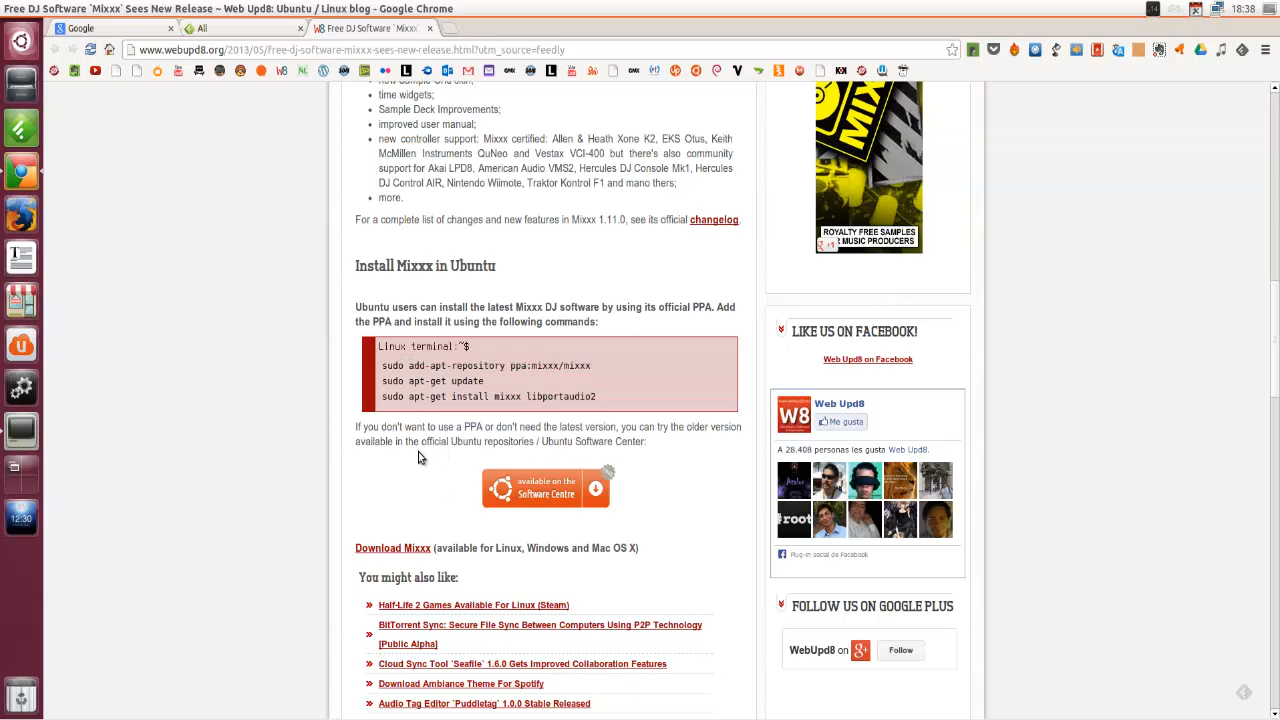 Free DJ Software `Mixxx` Sees New Release ~ Web Upd8: Ubuntu / Linux blog - Google Chrome
18:38
Google
All
W8 Free DJ Software `Mixxx`
www.webupd8.org/2013/05/free-dj-software-mixxx-sees-new-release.html?utm_source=feedly
time widgets;
Sample Deck Improvements;
improved user manual;
new controller support: Mixxx certified: Allen & Heath Xone K2, EKS Otus, Keith
McMillen Instruments QuNeo and Vestax VCI-400 but there's also community
support for Akai LPD8, American Audio VMS2, Hercules DJ Console Mk1, Hercules
DJ Control AIR, Nintendo Wiimote, Traktor Kontrol F1 and mano thers;
more.
For a complete list of changes and new features in Mixxx 1.11.0, see its official changelog.
Install Mixxx in Ubuntu
Ubuntu users can install the latest Mixxx DJ software by using its official PPA. Add
the PPA and install it using the following commands:
Linux terminal:~$
sudo add-apt-repository ppa:mixxx/mixxx
sudo apt-get update
sudo apt-get install mixxx libportaudio2
If you don't want to use a PPA or don't need the latest version, you can try the older version
available in the official Ubuntu repositories / Ubuntu Software Center:
available on the
Software Centre
Download Mixxx (available for Linux, Windows and Mac OS X)
You might also like:
Half-Life 2 Games Available For Linux (Steam)
BitTorrent Sync: Secure File Sync Between Computers Using P2P Technology
[Public Alpha]
Cloud Sync Tool `Seafile` 1.6.0 Gets Improved Collaboration Features
Download Ambiance Theme For Spotify
Audio Tag Editor `Puddletag` 1.0.0 Stable Released
MIXX
ROYALTY FREE SAMPLES
R MUSIC PRODUCERS
+1
LIKE US ON FACEBOOK!
Web Upd8 on Facebook
W8
Web Upd8
Me gusta
A 28.408 personas les gusta Web Upd8.
#root
Plug-in social de Facebook
FOLLOW US ON GOOGLE PLUS
WebUpd8 on
Follow
12:30